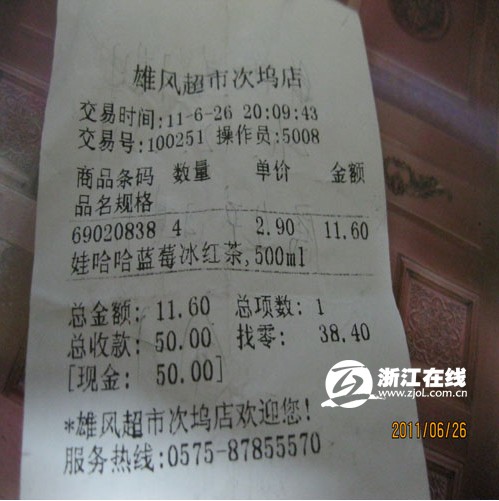 雄风超市次坞店
交易时间:11-6-26 20:09:43
交易号:100251 操作员:5008
商品条码 数量 单价 金额
品名规格
69020838 4 2.90 11.60
娃哈哈蓝莓冰红茶,500ml
总金额: 11.60 总项数: 1
总收款: 50.00 找零: 38.40
[现金: 50.00]
*雄风超市次坞店欢迎您!
服务热线:0575-87855570
浙江在线
www.zjol.com.cn
2011/06/26